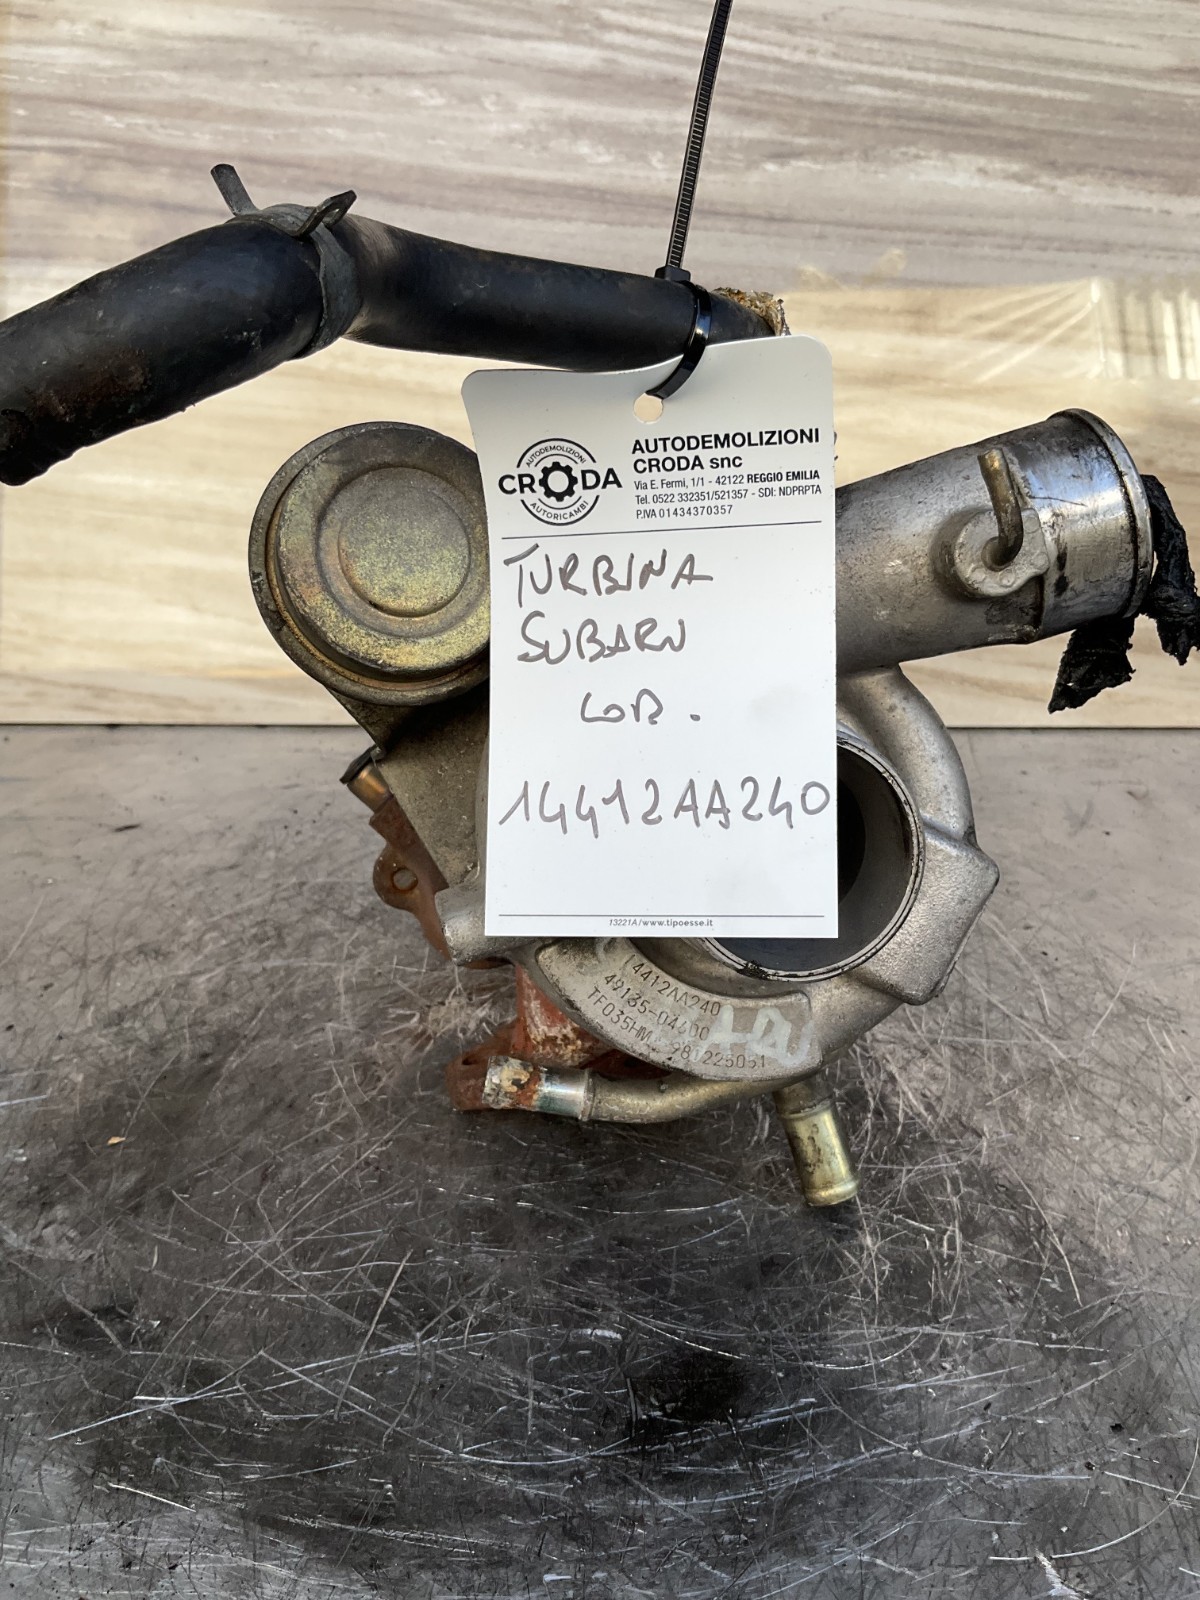 AUTODEMOLIZIONI
CRODA
AUTORICAMBI
AUTODEMOLIZIONI
CRODA snc
Via E. Fermi, 1/1 - 42122 REGGIO EMILIA
Tel. 0522 332351/521357 - SDI: NDPRPTA
P.IVA 01434370357
TURBINA
SUBARU
COD.
14412AA240
13221A/www.tipoesse.it
14412AA240
49135-04400
TF035HM 981225051